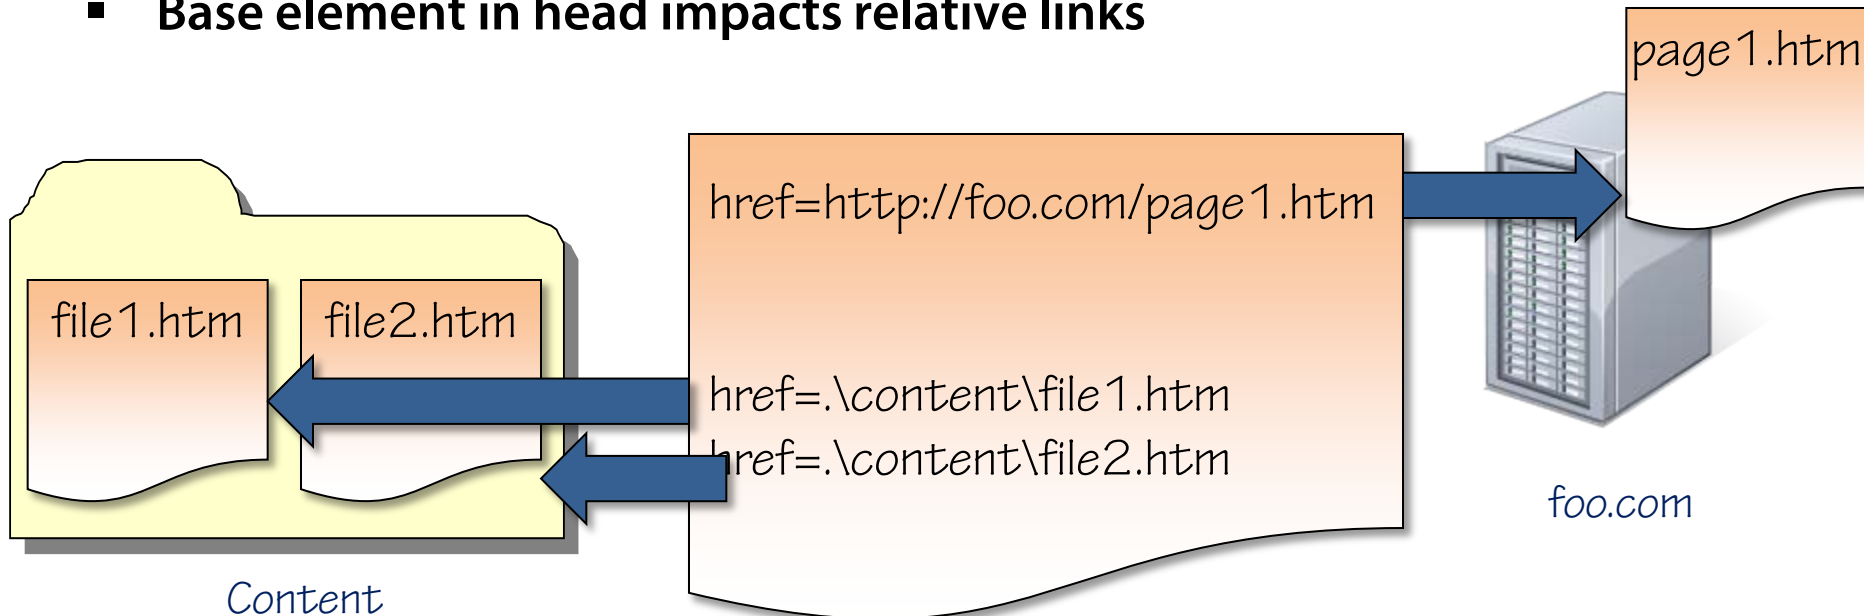 ▪ Base element in head impacts relative links
page1.htm
href=http://foo.com/page1.htm
file1.htm
file2.htm
href=.\content\file1.htm
href=.\content\file2.htm
foo.com
Content